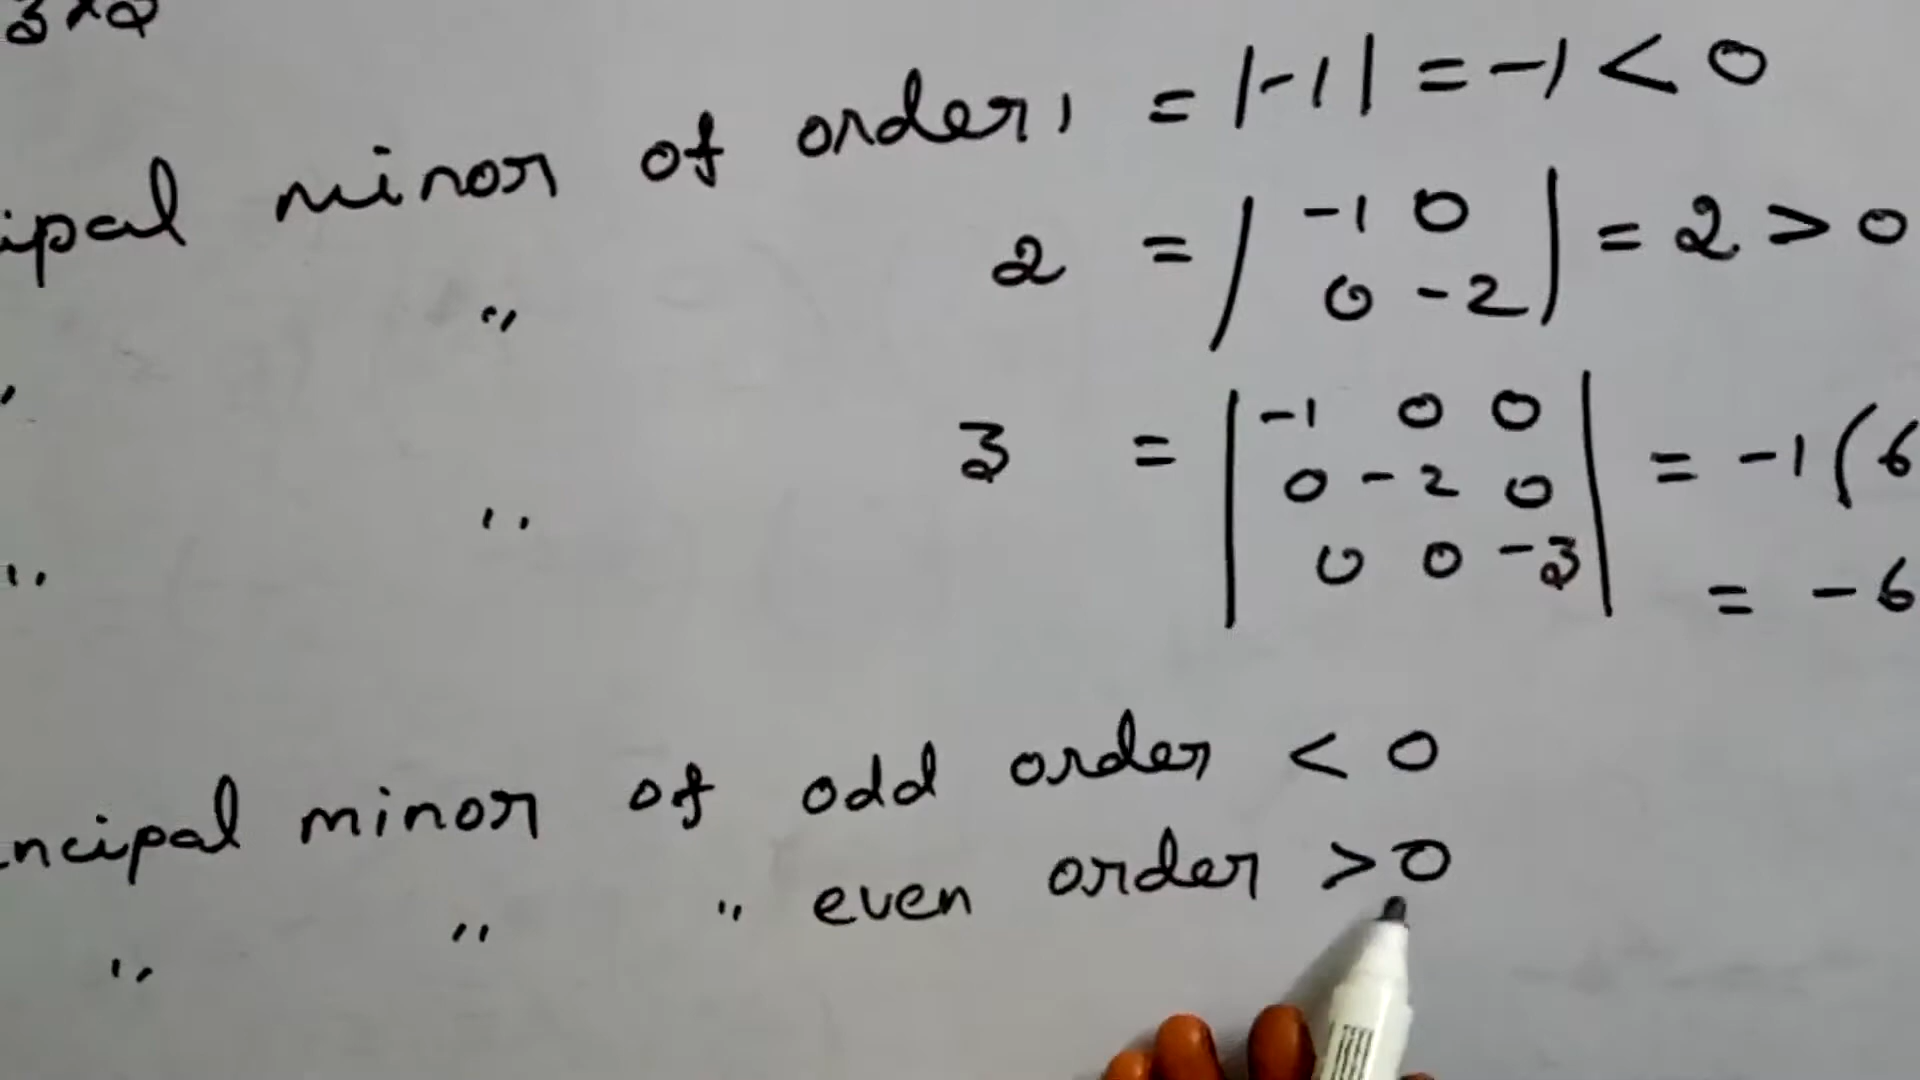 3×2
ipal minor of order 1 = |-1| = -1 < 0
" 2 = | -1 0 | = 2 > 0
0 -2
" " 3 = | -1 0 0 | = -1(6
0 -2 0
" 0 0 -3 = -6
ncipal minor of odd order < 0
" " " even order > 0